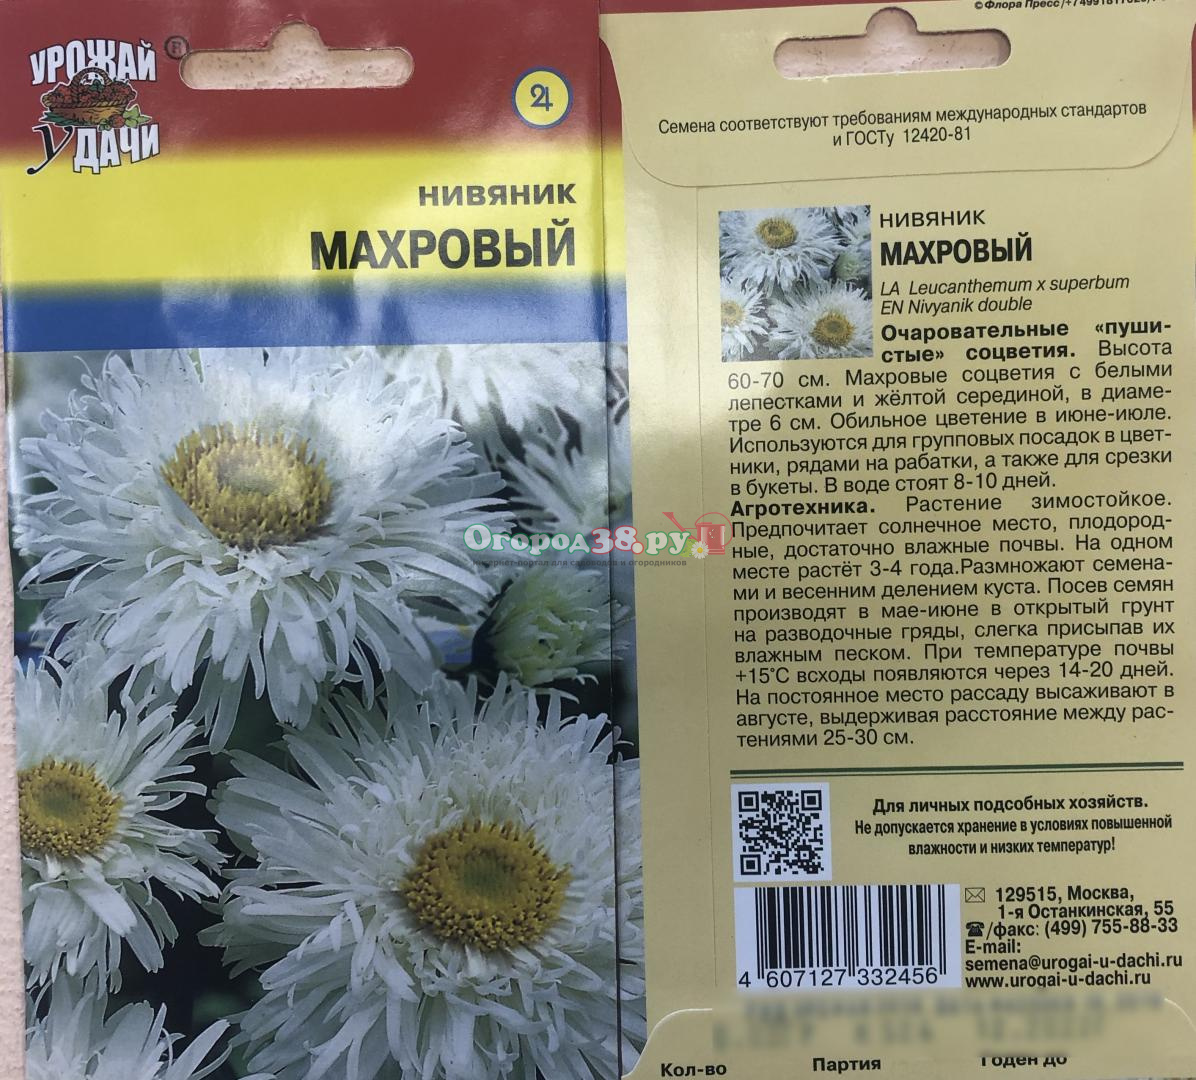 УРОЖАЙ
У ДАЧИ
®
НИВЯНИК
МАХРОВЫЙ
Огород38.ру
интернет-портал для садоводов и огородников
© Флора Пресс
Семена соответствуют требованиям международных стандартов
и ГОСТу 12420-81
НИВЯНИК
МАХРОВЫЙ
LA Leucanthemum x superbum
EN Nivyanik double
Очаровательные «пуши-
стые» соцветия. Высота
60-70 см. Махровые соцветия с белыми
лепестками и жёлтой серединой, в диаме-
тре 6 см. Обильное цветение в июне-июле.
Используются для групповых посадок в цвет-
ники, рядами на рабатки, а также для срезки
в букеты. В воде стоят 8-10 дней.
Агротехника. Растение зимостойкое.
Предпочитает солнечное место, плодород-
ные, достаточно влажные почвы. На одном
месте растёт 3-4 года.Размножают семена-
ми и весенним делением куста. Посев семян
производят в мае-июне в открытый грунт
на разводочные гряды, слегка присыпав их
влажным песком. При температуре почвы
+15°С всходы появляются через 14-20 дней.
На постоянное место рассаду высаживают в
августе, выдерживая расстояние между рас-
тениями 25-30 см.
Для личных подсобных хозяйств.
Не допускается хранение в условиях повышенной
влажности и низких температур!
129515, Москва,
1-я Останкинская, 55
/факс: (499) 755-88-33
E-mail:
semena@urogai-u-dachi.ru
www.urogai-u-dachi.ru
4 607127 332456
Кол-во Партия Годен до